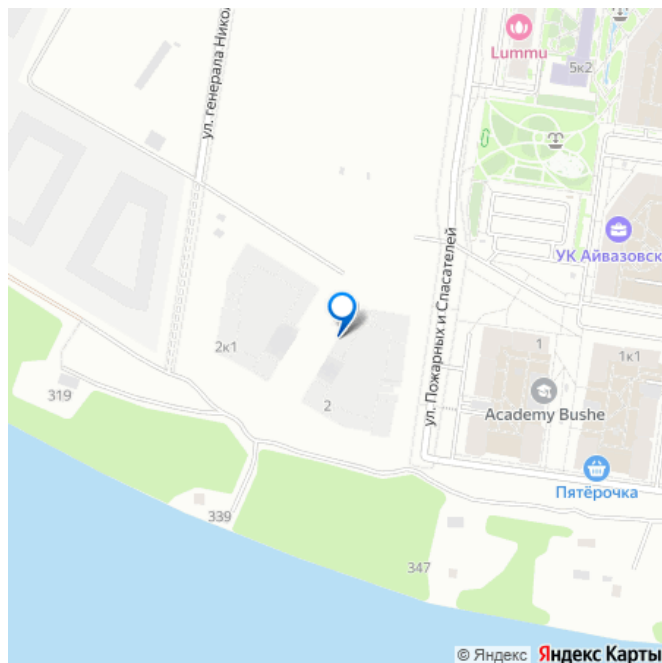 ул. генерала Никол
Lummu
5к2
УК Айвазовск
ул. Пожарных и Спасателей
2к1
1
1к1
319
2
Academy Bushe
Пятёрочка
339
347
© Яндекс Яндекс Карты